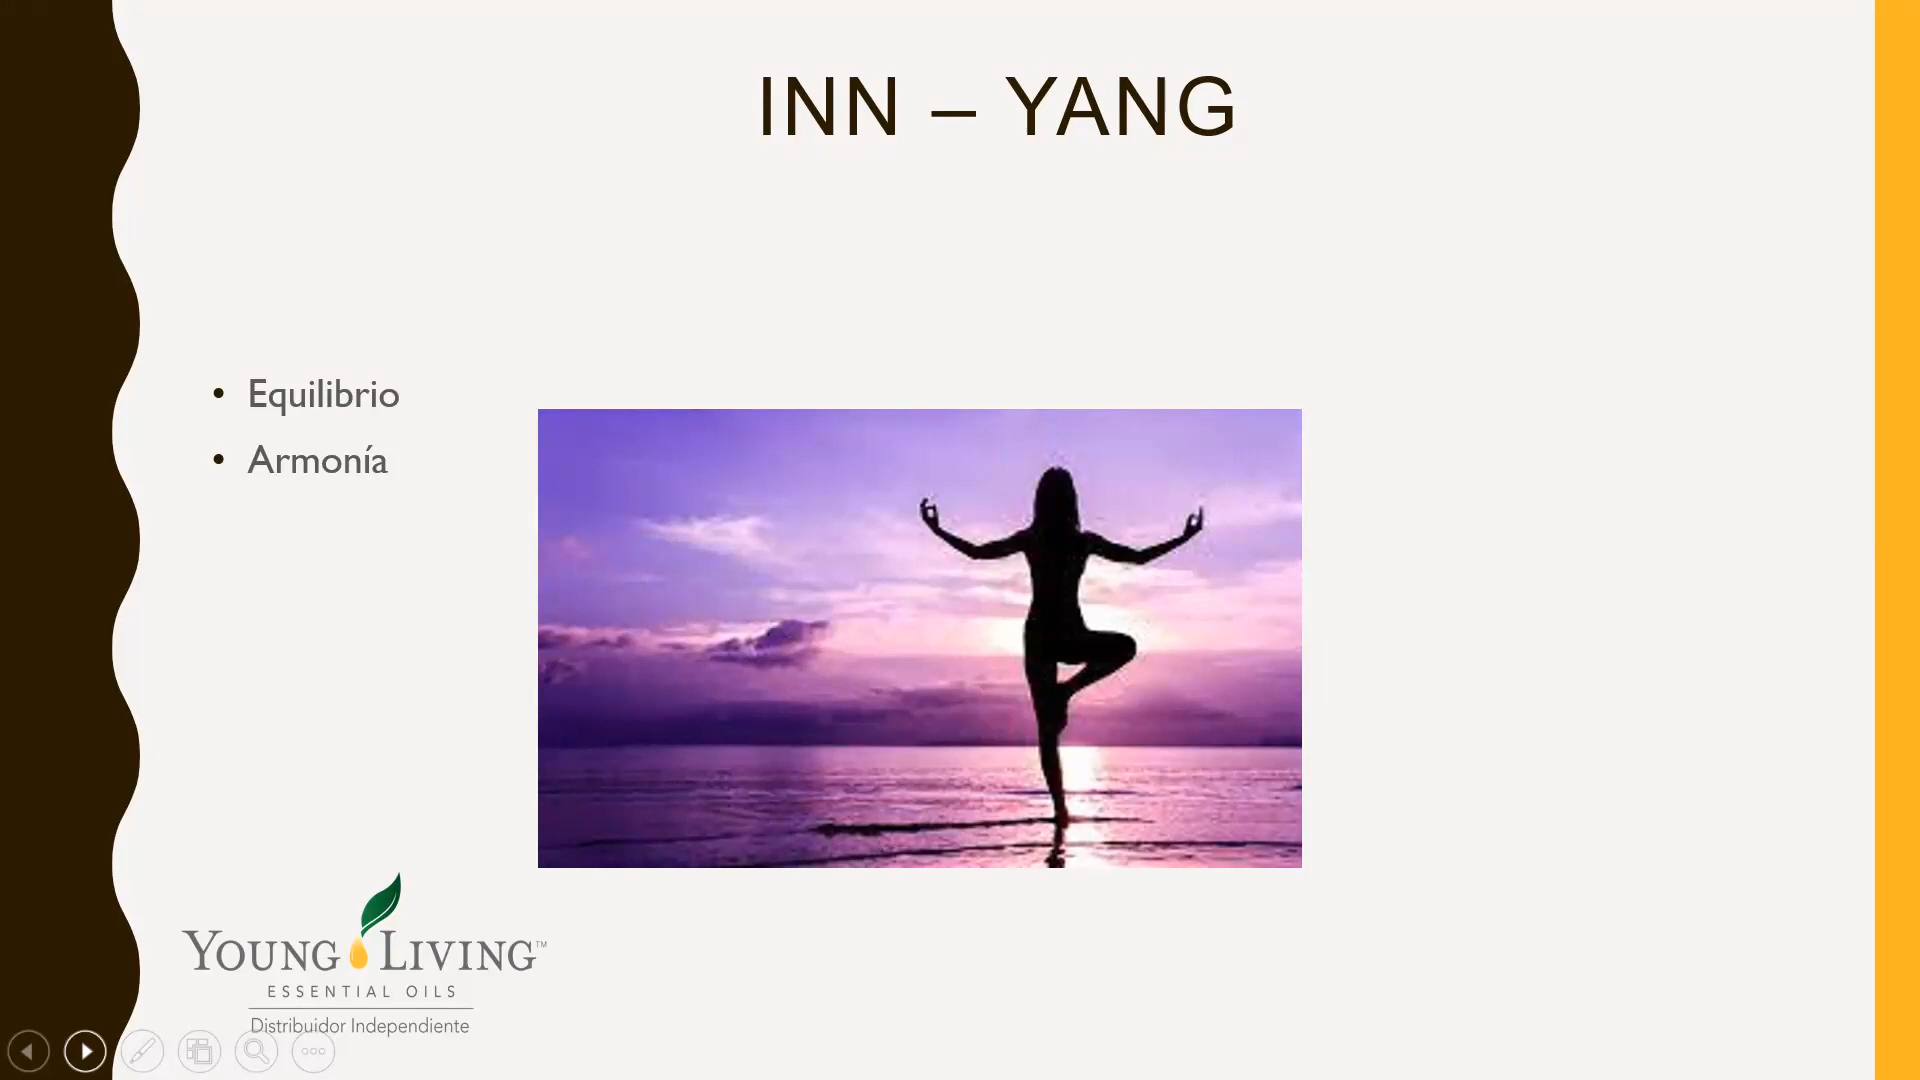 INN – YANG
• Equilibrio
• Armonía
YOUNG LIVING™
ESSENTIAL OILS
Distribuidor Independiente